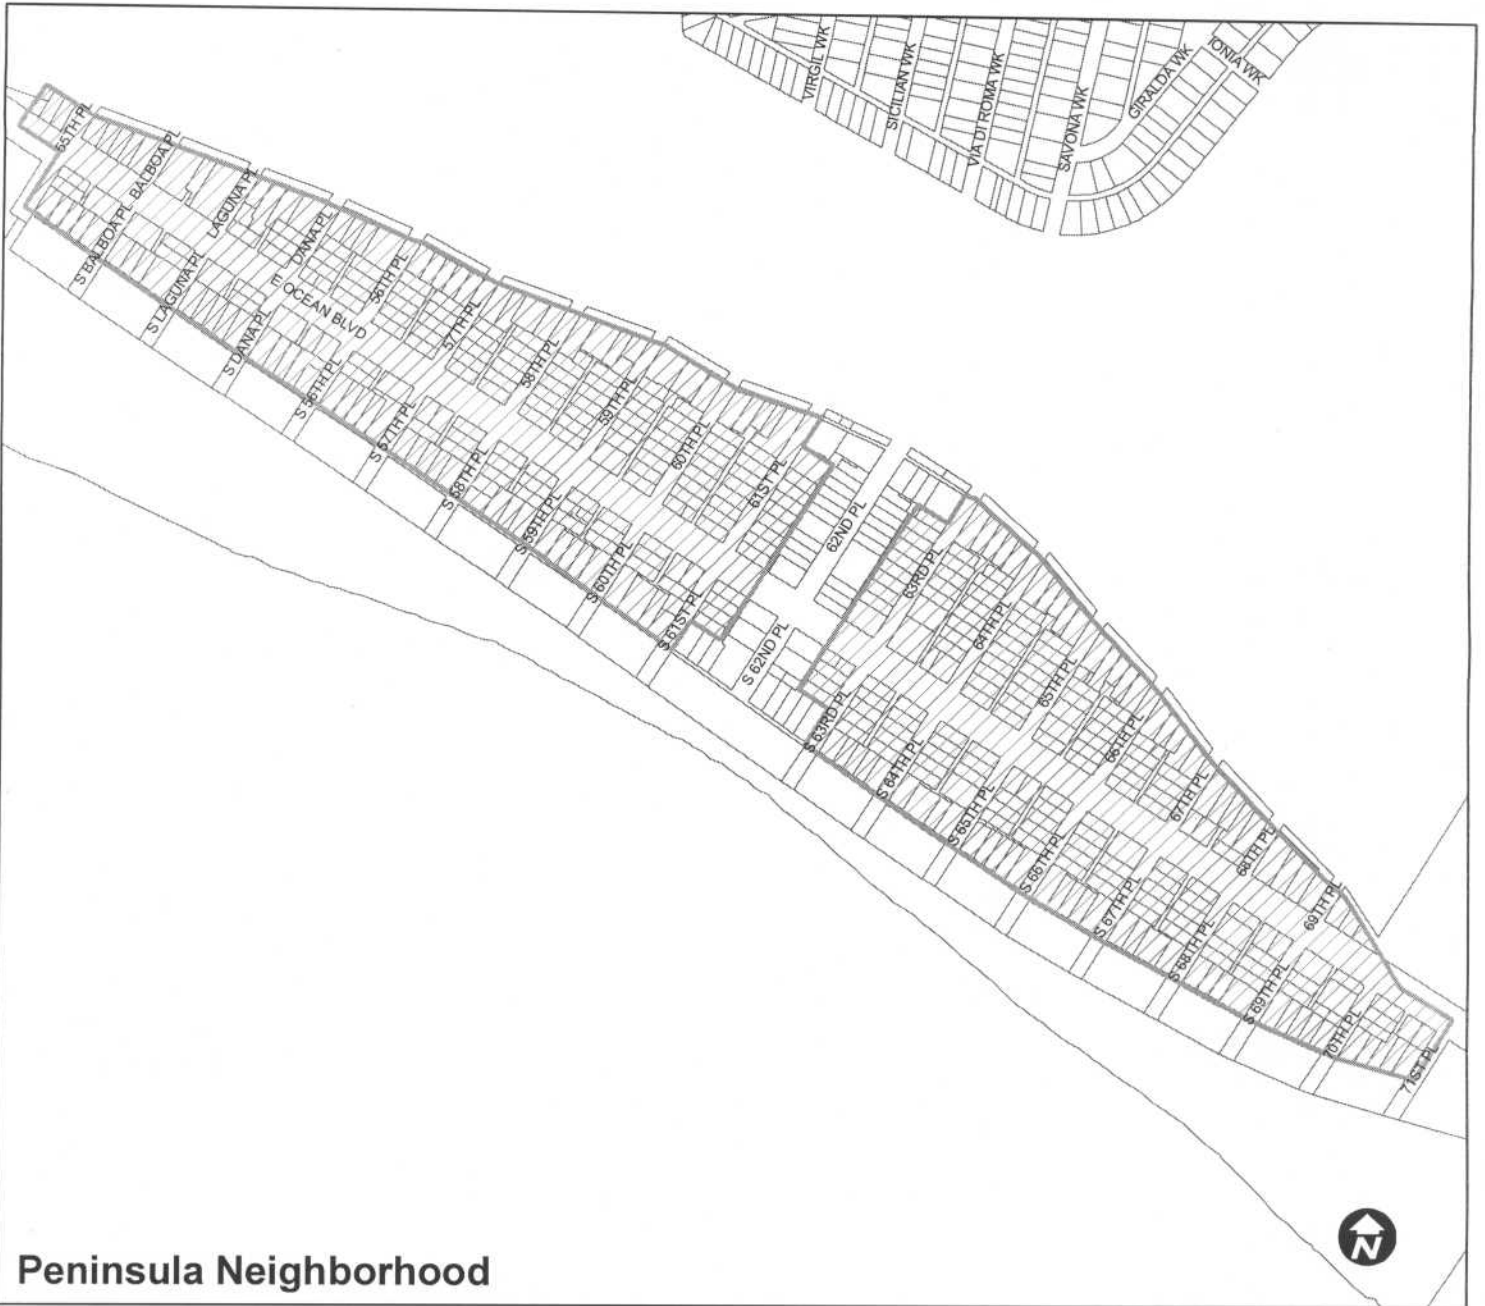 VIRGIL WK
SICILIAN WK
VIA DI ROMA WK
SAVONA WK
GIRALDA WK
IONIA WK
55TH PL
BALBOA PL
LAGUNA PL
DANA PL
56TH PL
57TH PL
58TH PL
59TH PL
60TH PL
61ST PL
62ND PL
63RD PL
64TH PL
65TH PL
66TH PL
67TH PL
68TH PL
69TH PL
E OCEAN BLVD
S BALBOA PL
S LAGUNA PL
S DANA PL
S 56TH PL
S 57TH PL
S 58TH PL
S 59TH PL
S 60TH PL
S 61ST PL
S 62ND PL
S 63RD PL
S 64TH PL
S 65TH PL
S 66TH PL
S 67TH PL
S 68TH PL
S 69TH PL
70TH PL
71ST PL
N
Peninsula Neighborhood